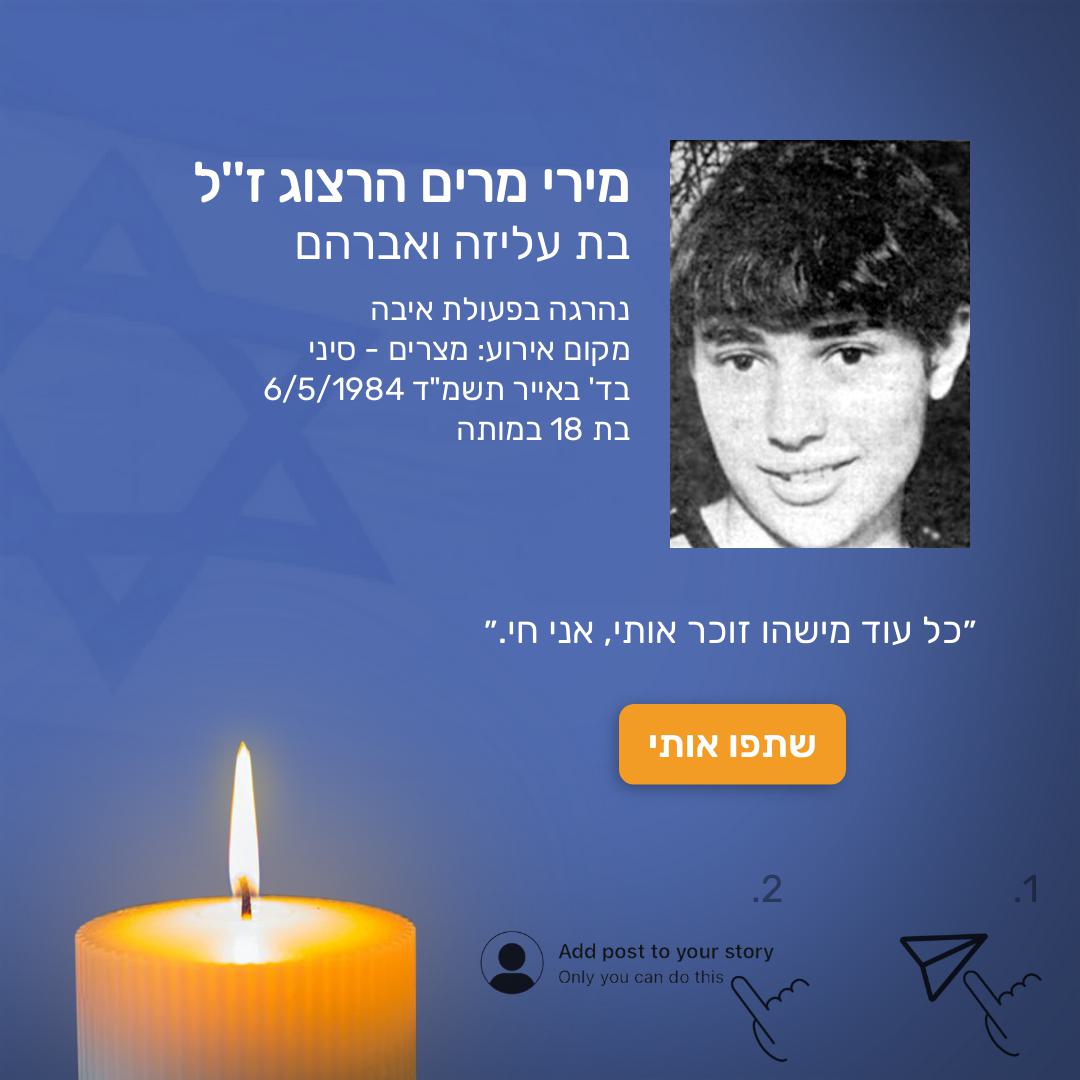 מירי מרים הרצוג ז"ל
בת עליזה ואברהם
נהרגה בפעולת איבה
מקום אירוע: מצרים - סיני
בד' באייר תשמ"ד 6/5/1984
בת 18 במותה
״כל עוד מישהו זוכר אותי, אני חי.״
שתפו אותי
1.
2.
Add post to your story
Only you can do this